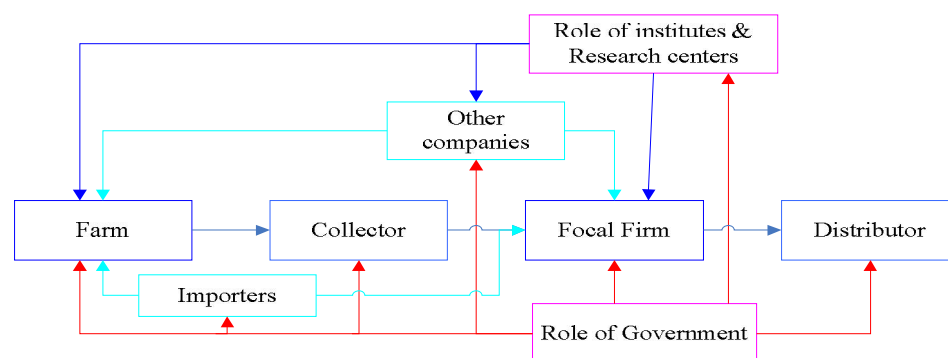 Role of institutes &
Research centers
Other
companies
Farm
Collector
Focal Firm
Distributor
Importers
Role of Government